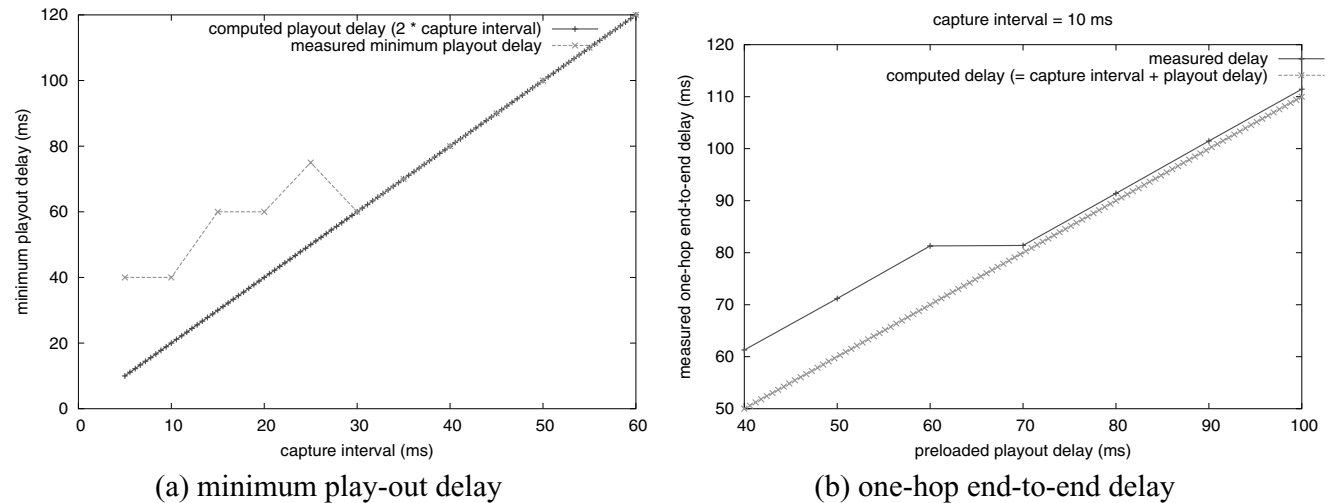 computed playout delay (2 * capture interval)
measured minimum playout delay
minimum playout delay (ms)
120
100
80
60
40
20
0
0 10 20 30 40 50 60
capture interval (ms)
(a) minimum play-out delay
capture interval = 10 ms
measured delay
computed delay (= capture interval + playout delay)
measured one-hop end-to-end delay (ms)
120
110
100
90
80
70
60
50
40 50 60 70 80 90 100
preloaded playout delay (ms)
(b) one-hop end-to-end delay